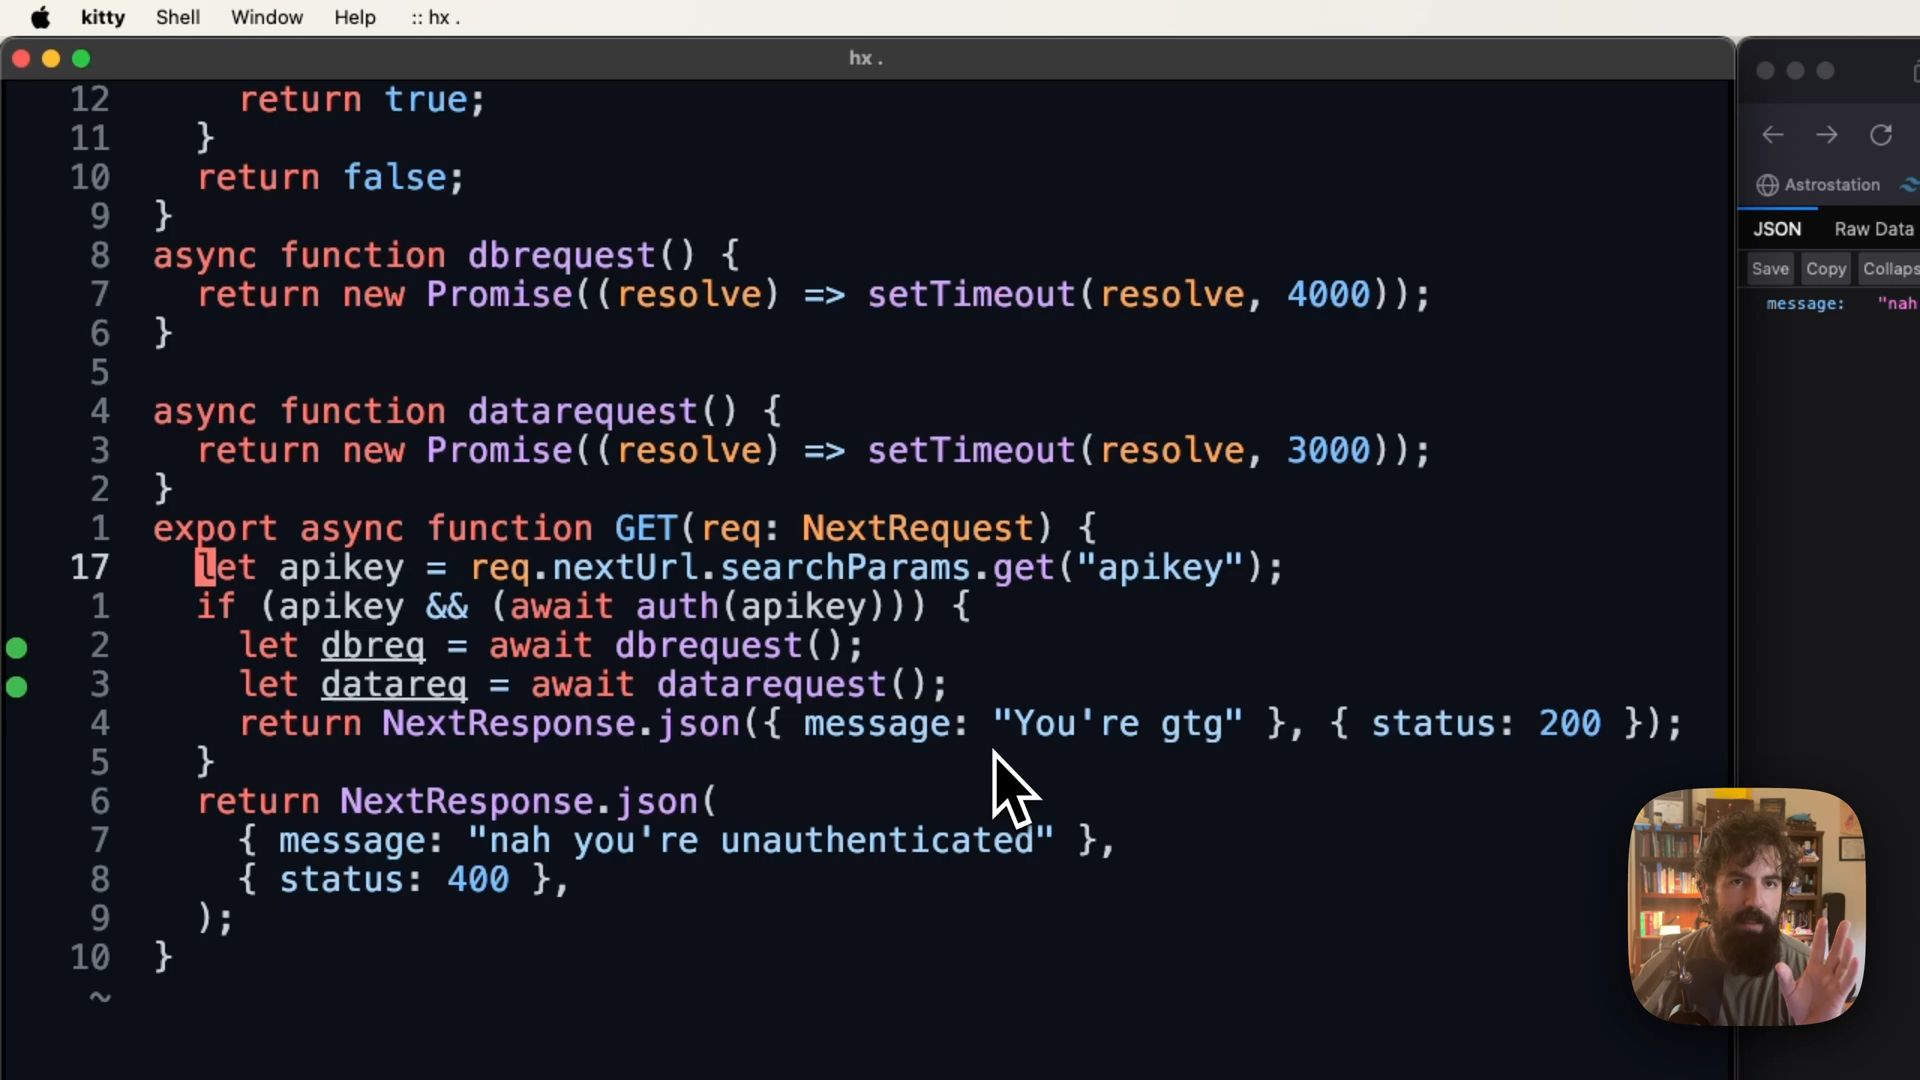 kitty Shell Window Help :: hx .
hx .
12 return true;
11 }
10 return false;
9 }
8 async function dbrequest() {
7 return new Promise((resolve) => setTimeout(resolve, 4000));
6 }
5
4 async function datarequest() {
3 return new Promise((resolve) => setTimeout(resolve, 3000));
2 }
1 export async function GET(req: NextRequest) {
17 let apikey = req.nextUrl.searchParams.get("apikey");
1 if (apikey && (await auth(apikey))) {
2 let dbreq = await dbrequest();
3 let datareq = await datarequest();
4 return NextResponse.json({ message: "You're gtg" }, { status: 200 });
5 }
6 return NextResponse.json(
7 { message: "nah you're unauthenticated" },
8 { status: 400 },
9 );
10 }
~
Astrostation
JSON Raw Data
Save Copy Collaps
message: "nah